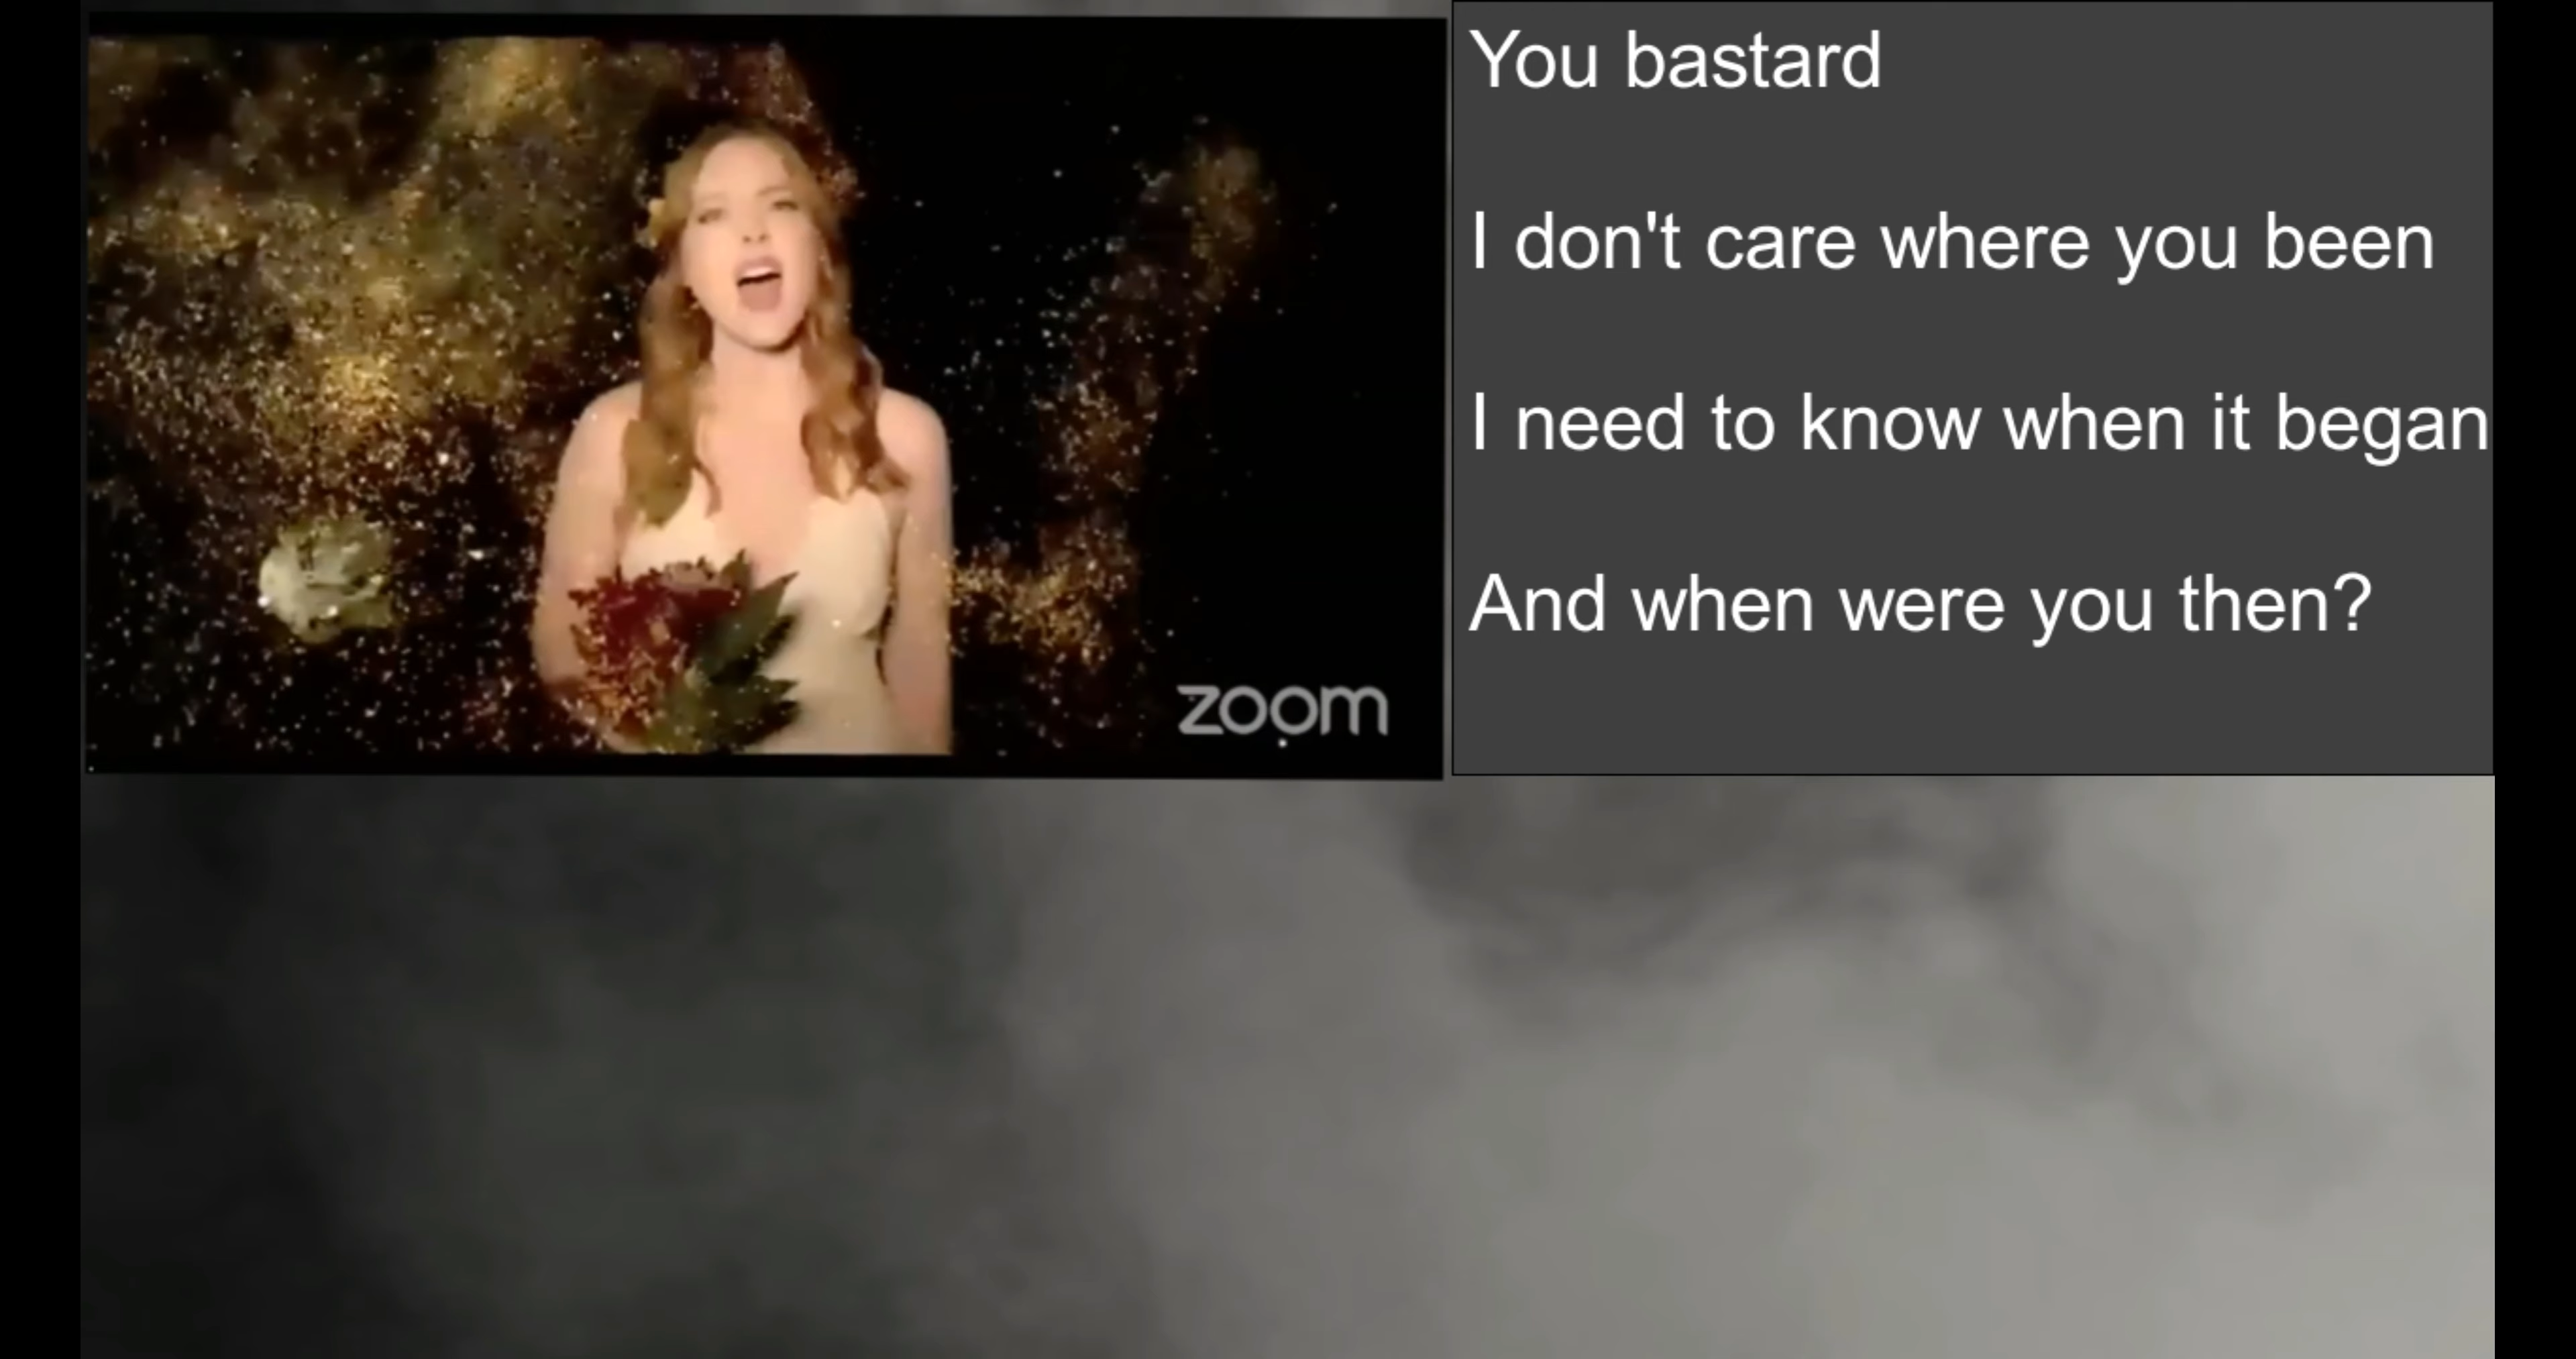 You bastard
I don't care where you been
I need to know when it began
And when were you then?
zoom